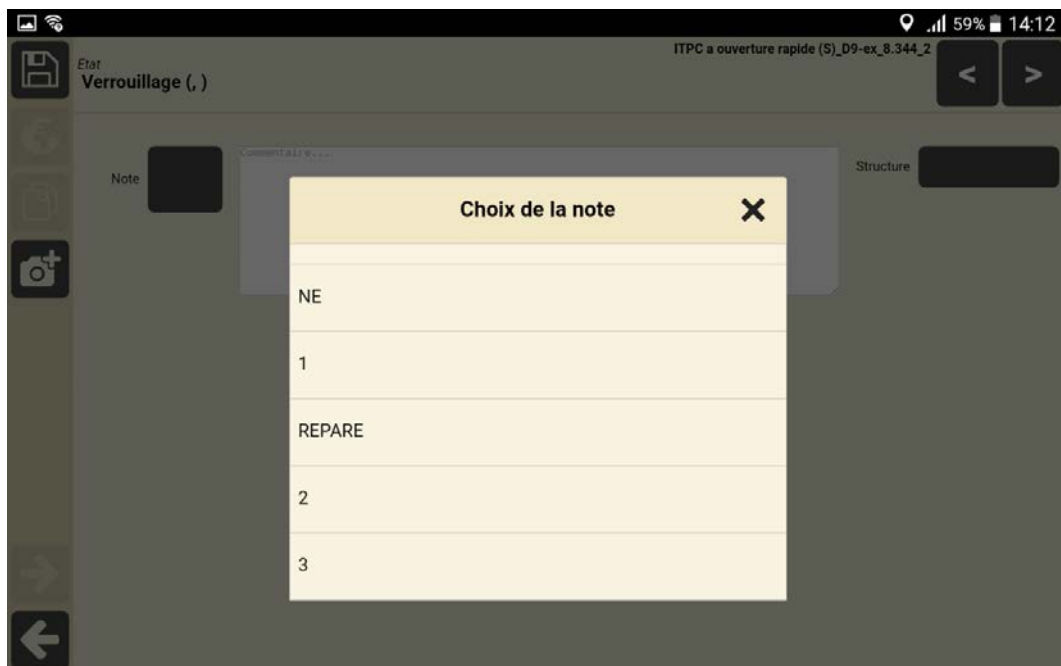 59% 14:12
ITPC a ouverture rapide (S)_D9-ex_8.344_2
Etat
Verrouillage (, )
< >
Note
Commentaire...
Structure
Choix de la note
NE
1
REPARE
2
3